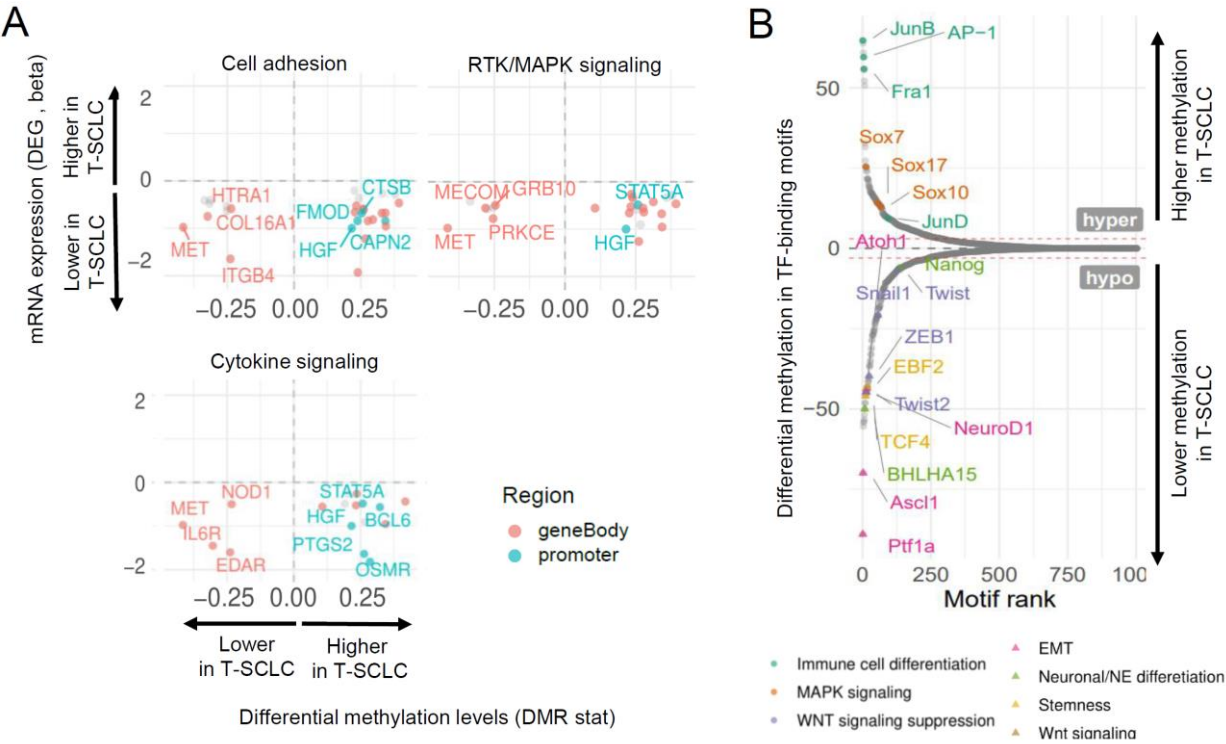 A
mRNA expression (DEG , beta)
Higher in
T-SCLC
Lower in
T-SCLC
Cell adhesion
2
0
−2
HTRA1
COL16A1
MET
ITGB4
CTSB
FMOD
HGF
CAPN2
−0.25 0.00 0.25
RTK/MAPK signaling
MECOM
GRB10
STAT5A
PRKCE
MET
HGF
−0.25 0.00 0.25
Cytokine signaling
2
0
−2
NOD1
MET
IL6R
EDAR
STAT5A
HGF
BCL6
PTGS2
OSMR
−0.25 0.00 0.25
Lower
in T-SCLC
Higher
in T-SCLC
Differential methylation levels (DMR stat)
Region
geneBody
promoter
B
Differential methylation in TF-binding motifs
50
0
−50
JunB
AP−1
Fra1
Sox7
Sox17
Sox10
JunD
Atoh1
Nanog
Snail1
Twist
ZEB1
EBF2
Twist2
NeuroD1
TCF4
BHLHA15
Ascl1
Ptf1a
hyper
hypo
0 250 500 750 100
Motif rank
Higher methylation
in T-SCLC
Lower methylation
in T-SCLC
Immune cell differentiation
MAPK signaling
WNT signaling suppression
EMT
Neuronal/NE differetiation
Stemness
Wnt signaling